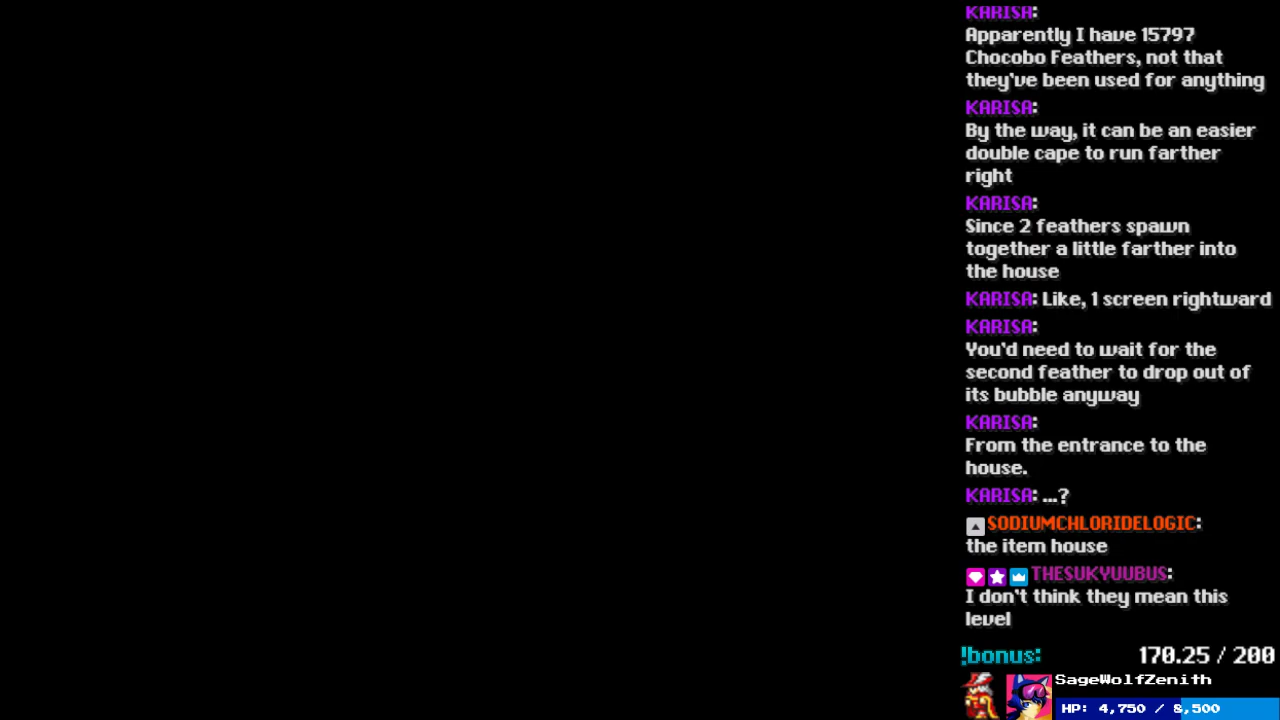 KARISA:
Apparently I have 15797
Chocobo Feathers, not that
they've been used for anything
KARISA:
By the way, it can be an easier
double cape to run farther
right
KARISA:
Since 2 feathers spawn
together a little farther into
the house
KARISA: Like, 1 screen rightward
KARISA:
You'd need to wait for the
second feather to drop out of
its bubble anyway
KARISA:
From the entrance to the
house.
KARISA: ...?
SODIUMCHLORIDELOGIC:
the item house
THESUKYUUBUS:
I don't think they mean this
level
!bonus: 170.25 / 200
SageWolfZenith
HP: 4,750 / 8,500